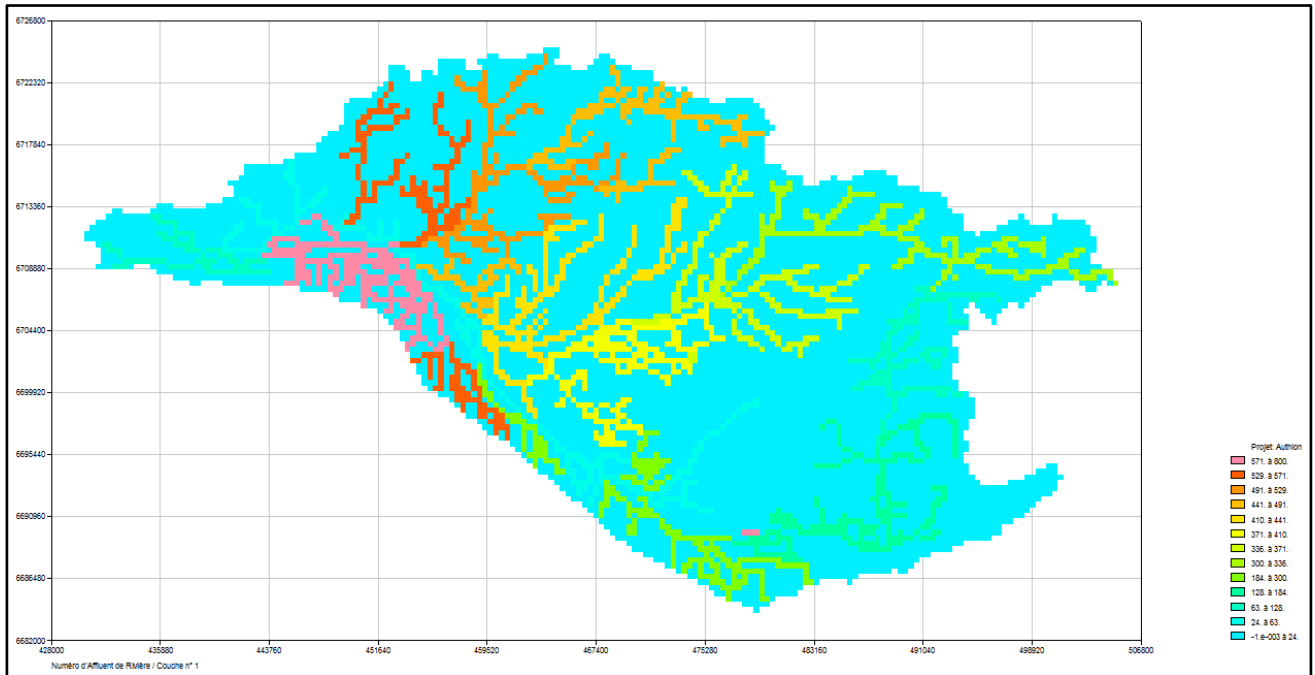 6726800
6722320
6717840
6713360
6708880
6704400
6699920
6695440
6690960
6686480
6682000
428000 435880 443760 451640 459520 467400 475280 483160 491040 498920 506800
Numéro d'Affluent de Rivière / Couche n° 1
Projet: Authion
571. à 800.
529. à 571.
491. à 529.
441. à 491.
410. à 441.
371. à 410.
336. à 371.
300. à 336.
184. à 300.
128. à 184.
63. à 128.
24. à 63.
-1.e-003 à 24.